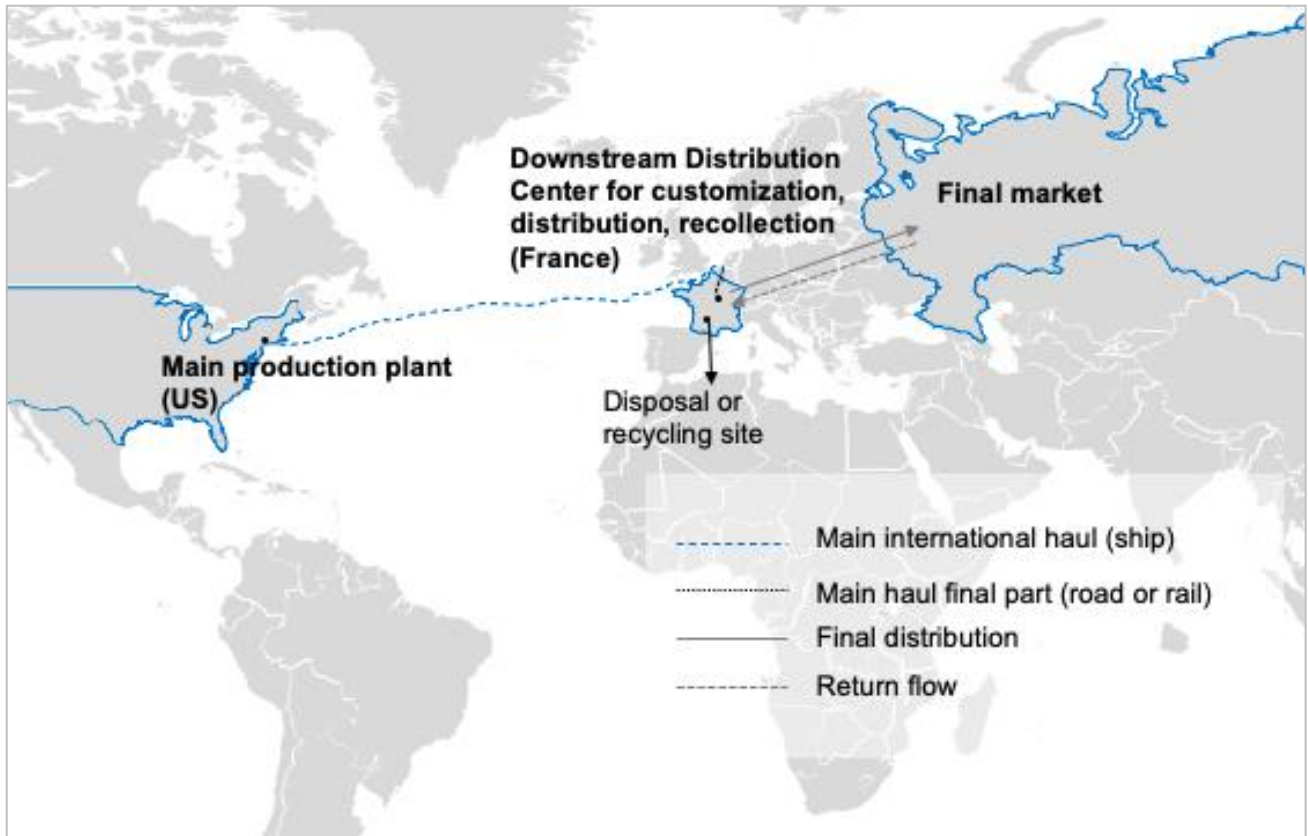 Downstream Distribution
Center for customization,
distribution, recollection
(France)
Final market
Main production plant
(US)
Disposal or
recycling site
Main international haul (ship)
Main haul final part (road or rail)
Final distribution
Return flow